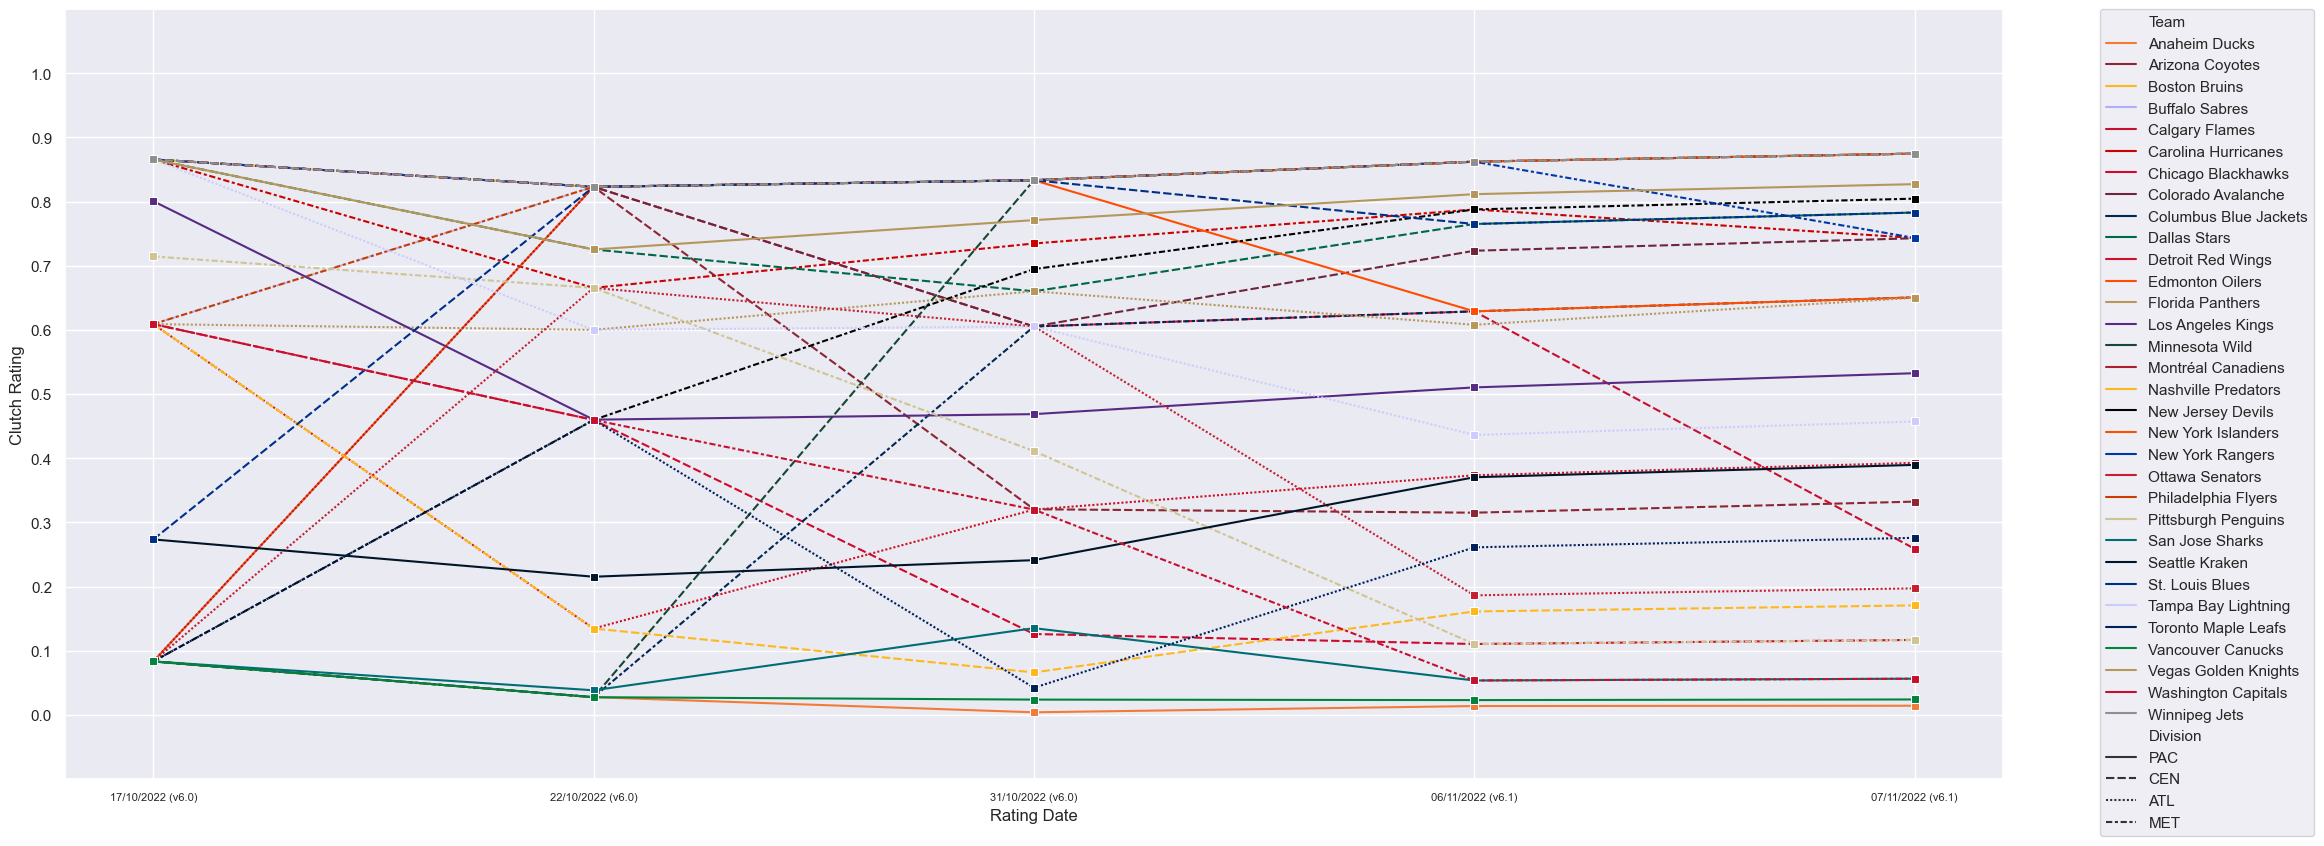 1.0
0.9
0.8
0.7
0.6
0.5
0.4
0.3
0.2
0.1
0.0
Clutch Rating
17/10/2022 (v6.0)
22/10/2022 (v6.0)
31/10/2022 (v6.0)
06/11/2022 (v6.1)
07/11/2022 (v6.1)
Rating Date
Team
Anaheim Ducks
Arizona Coyotes
Boston Bruins
Buffalo Sabres
Calgary Flames
Carolina Hurricanes
Chicago Blackhawks
Colorado Avalanche
Columbus Blue Jackets
Dallas Stars
Detroit Red Wings
Edmonton Oilers
Florida Panthers
Los Angeles Kings
Minnesota Wild
Montréal Canadiens
Nashville Predators
New Jersey Devils
New York Islanders
New York Rangers
Ottawa Senators
Philadelphia Flyers
Pittsburgh Penguins
San Jose Sharks
Seattle Kraken
St. Louis Blues
Tampa Bay Lightning
Toronto Maple Leafs
Vancouver Canucks
Vegas Golden Knights
Washington Capitals
Winnipeg Jets
Division
PAC
CEN
ATL
MET